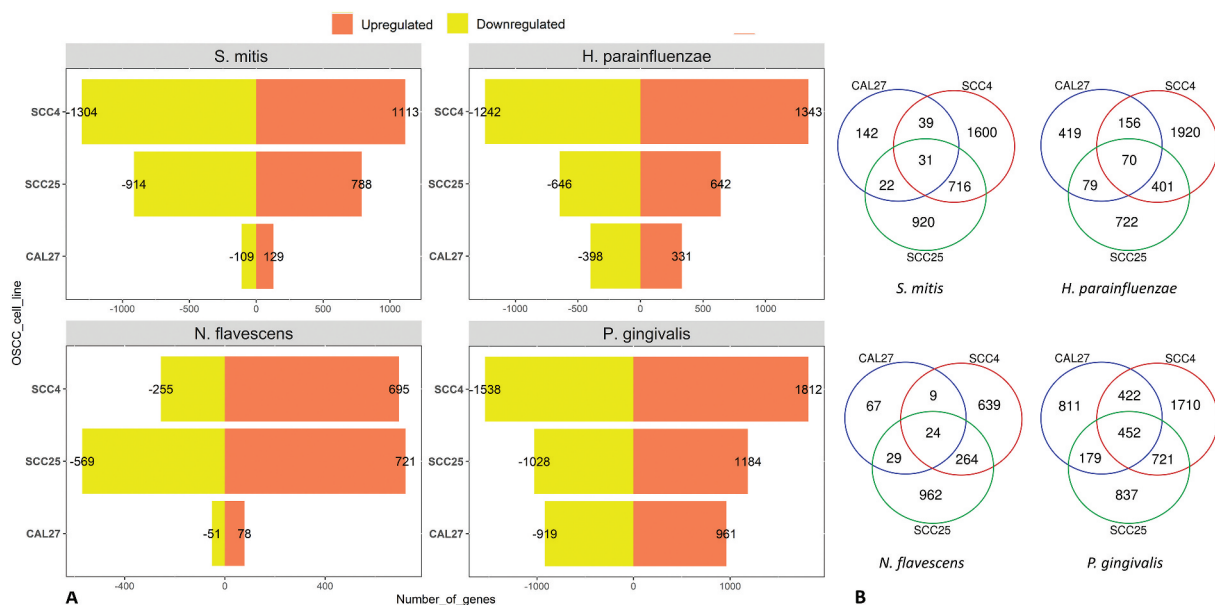 Upregulated Downregulated
S. mitis
SCC4 -1304 1113
SCC25 -914 788
CAL27 -109 129
-1000 -500 0 500 1000
H. parainfluenzae
SCC4 -1242 1343
SCC25 -646 642
CAL27 -398 331
-1000 -500 0 500 1000
N. flavescens
SCC4 -255 695
SCC25 -569 721
CAL27 -51 78
-400 0 400
P. gingivalis
SCC4 -1538 1812
SCC25 -1028 1184
CAL27 -919 961
-1000 0 1000
OSCC_cell_line
Number_of_genes
A
CAL27 SCC4
142 39 1600
31
22 716
920
SCC25
S. mitis
CAL27 SCC4
419 156 1920
70
79 401
722
SCC25
H. parainfluenzae
CAL27 SCC4
67 9 639
24
29 264
962
SCC25
N. flavescens
CAL27 SCC4
811 422 1710
452
179 721
837
SCC25
P. gingivalis
B